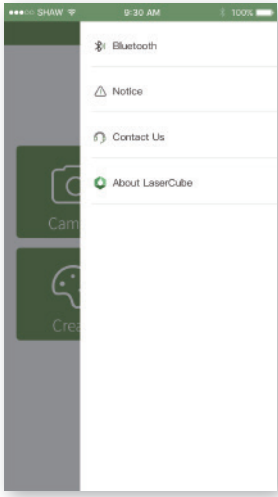 SHAW 9:30 AM 100%
Bluetooth
Notice
Contact Us
About LaserCube
Cam
Crea